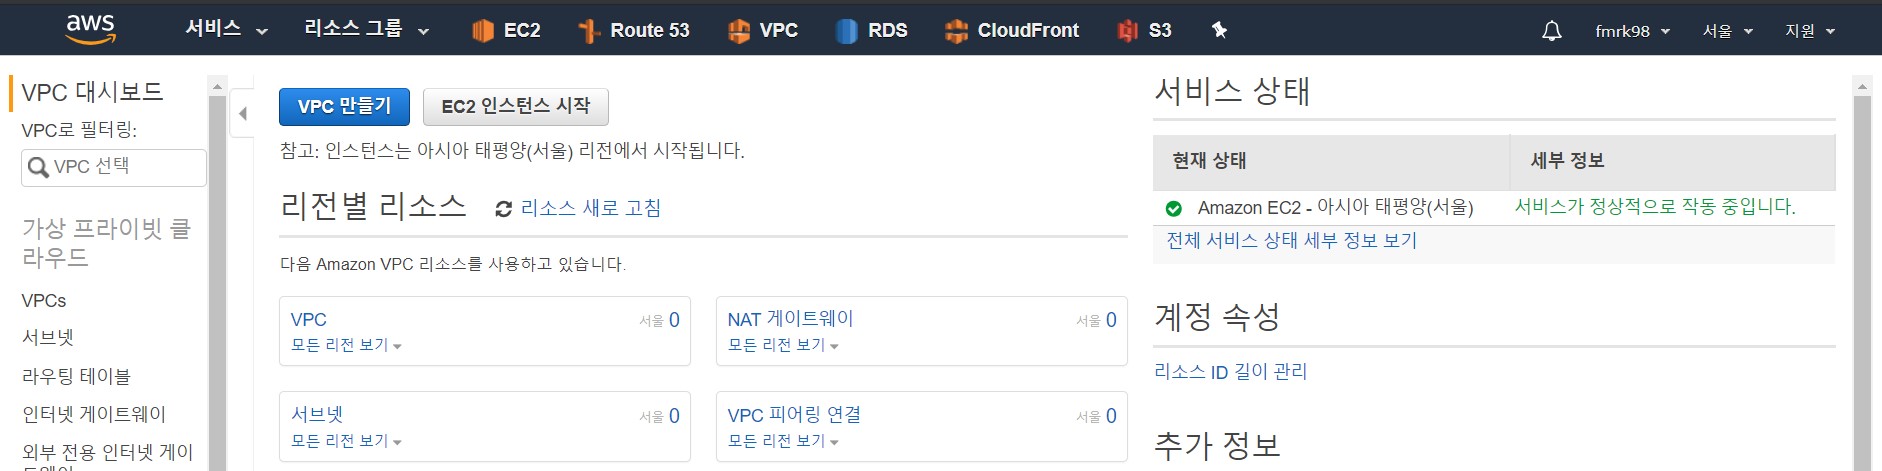 aws
서비스
리소스 그룹
EC2
Route 53
VPC
RDS
CloudFront
S3
fmrk98
서울
지원
VPC 대시보드
VPC로 필터링:
VPC 선택
가상 프라이빗 클
라우드
VPCs
서브넷
라우팅 테이블
인터넷 게이트웨이
외부 전용 인터넷 게이
VPC 만들기
EC2 인스턴스 시작
참고: 인스턴스는 아시아 태평양(서울) 리전에서 시작됩니다.
리전별 리소스
리소스 새로 고침
다음 Amazon VPC 리소스를 사용하고 있습니다.
VPC
서울 0
모든 리전 보기
NAT 게이트웨이
서울 0
모든 리전 보기
서브넷
서울 0
모든 리전 보기
VPC 피어링 연결
서울 0
모든 리전 보기
서비스 상태
현재 상태
세부 정보
Amazon EC2 - 아시아 태평양(서울)
서비스가 정상적으로 작동 중입니다.
전체 서비스 상태 세부 정보 보기
계정 속성
리소스 ID 길이 관리
추가 정보